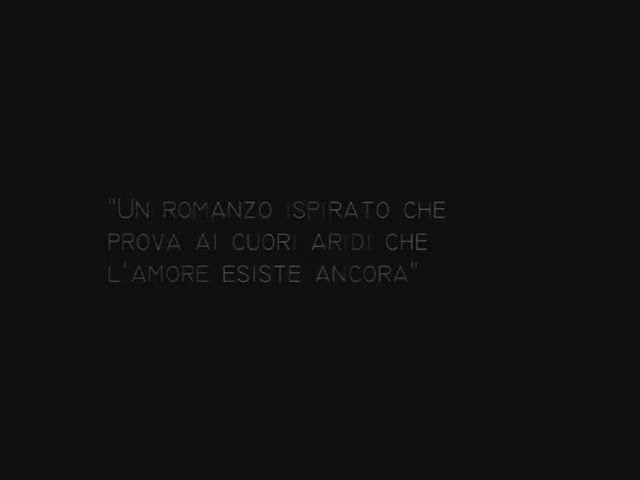 "UN ROMANZO ISPIRATO CHE
PROVA AI CUORI ARIDI CHE
L'AMORE ESISTE ANCORA"